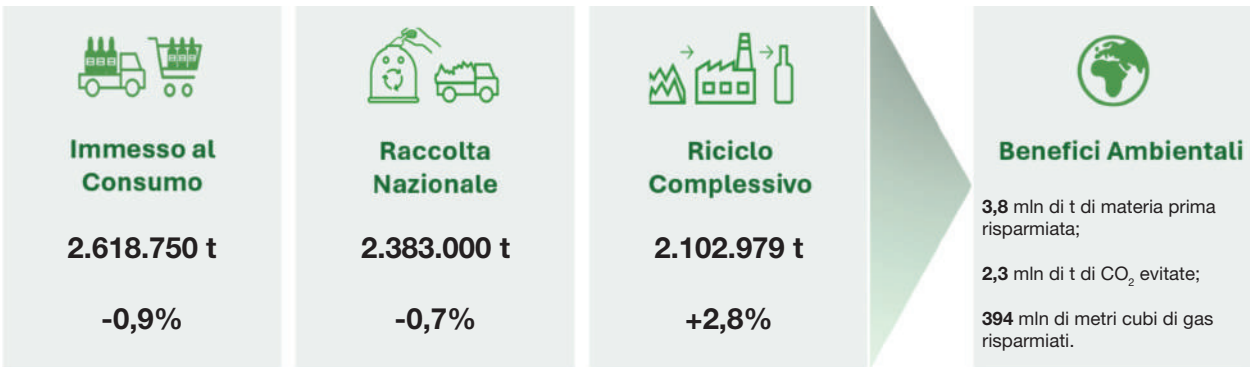 Immesso al
Consumo
2.618.750 t
-0,9%
Raccolta
Nazionale
2.383.000 t
-0,7%
Riciclo
Complessivo
2.102.979 t
+2,8%
Benefici Ambientali
3,8 mln di t di materia prima
risparmiata;
2,3 mln di t di CO₂ evitate;
394 mln di metri cubi di gas
risparmiati.